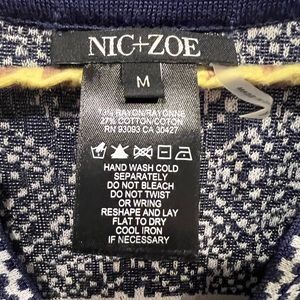 NIC+ZOE
M
73% RAYON/RAYONNE
27% COTTON/COTON
RN 93093 CA 30427
HAND WASH COLD
SEPARATELY
DO NOT BLEACH
DO NOT TWIST
OR WRING
RESHAPE AND LAY
FLAT TO DRY
COOL IRON
IF NECESSARY